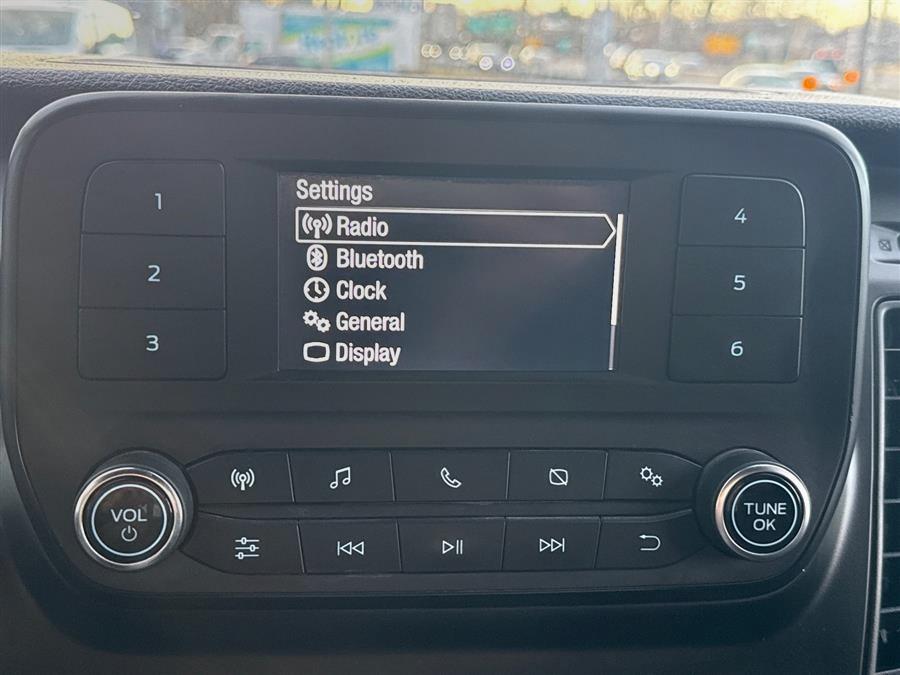 Settings
Radio
Bluetooth
Clock
General
Display
1
2
3
4
5
6
VOL
TUNE
OK